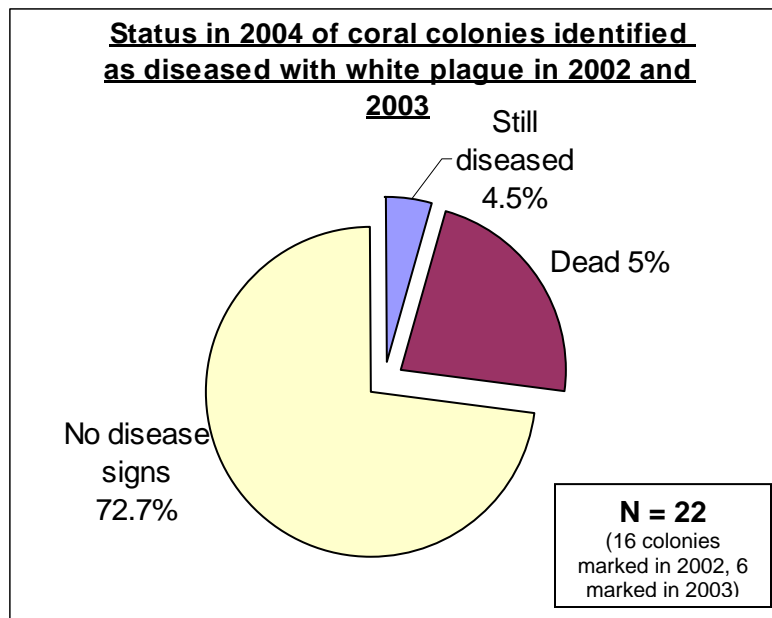 Status in 2004 of coral colonies identified
as diseased with white plague in 2002 and
2003
Still
diseased
4.5%
Dead 5%
No disease
signs
72.7%
N = 22
(16 colonies
marked in 2002, 6
marked in 2003)